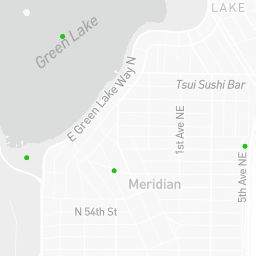 LAKE
Green Lake
E Green Lake Way N
Tsui Sushi Bar
1st Ave NE
5th Ave NE
Meridian
N 54th St